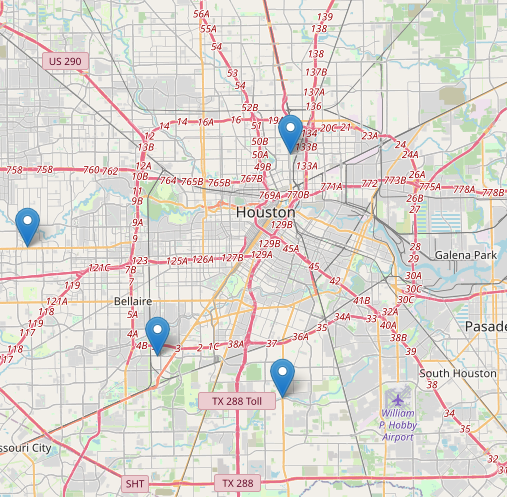 56A
139
55A
138
54
US 290
53
138
137B
54
137A
52B
136
12
14
14
16A
16
51
19
134
20C
21
23A
13B
50B
133B
24
12A
50A
133A
24A
49B
26A
758
758
760
762
10B
764
765B
765B
767B
771A
772
773B
775A
778A
778B
11
769A
770B
9B
26B
27
Houston
9A
129B
28
9
129B
45A
Galena Park
29
123
125A
126A
127B
129A
121C
7B
45
30A
119
7
42
30C
121A
Bellaire
41B
30C
119
118
5A
34A
33
32A
Pasade
117
35
40A
4A
36A
38B
117
4B
3
2
1C
38A
37
39
South Houston
38
TX 288 Toll
William
P. Hobby
Airport
34
35
ssouri City
32
31
SHT
TX 288